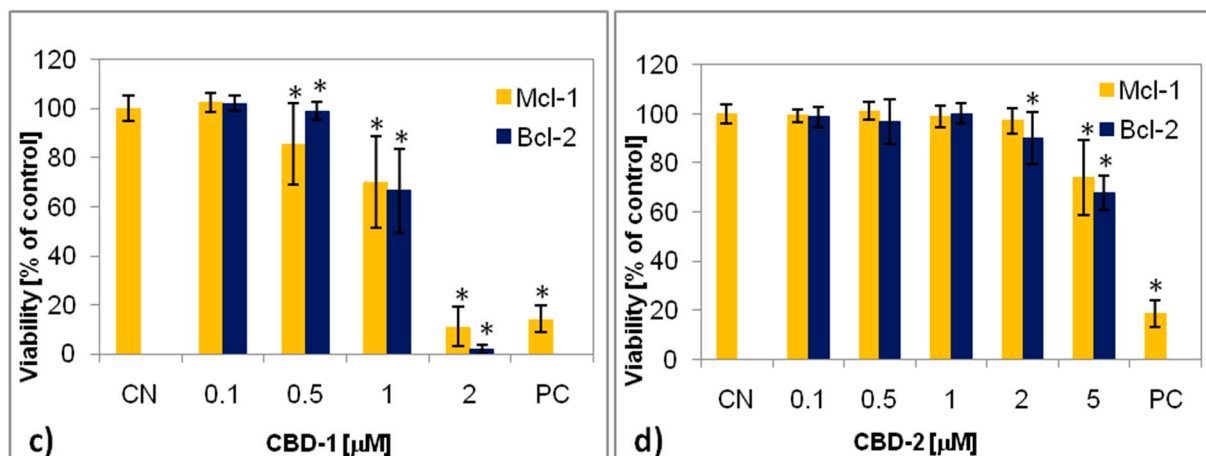 120
100
80
60
40
20
0
Viability [% of control]
* * * * * * *
Mcl-1
Bcl-2
CN 0.1 0.5 1 2 PC
c) CBD-1 [µM]
120
100
80
60
40
20
0
Viability [% of control]
* * * *
Mcl-1
Bcl-2
CN 0.1 0.5 1 2 5 PC
d) CBD-2 [µM]